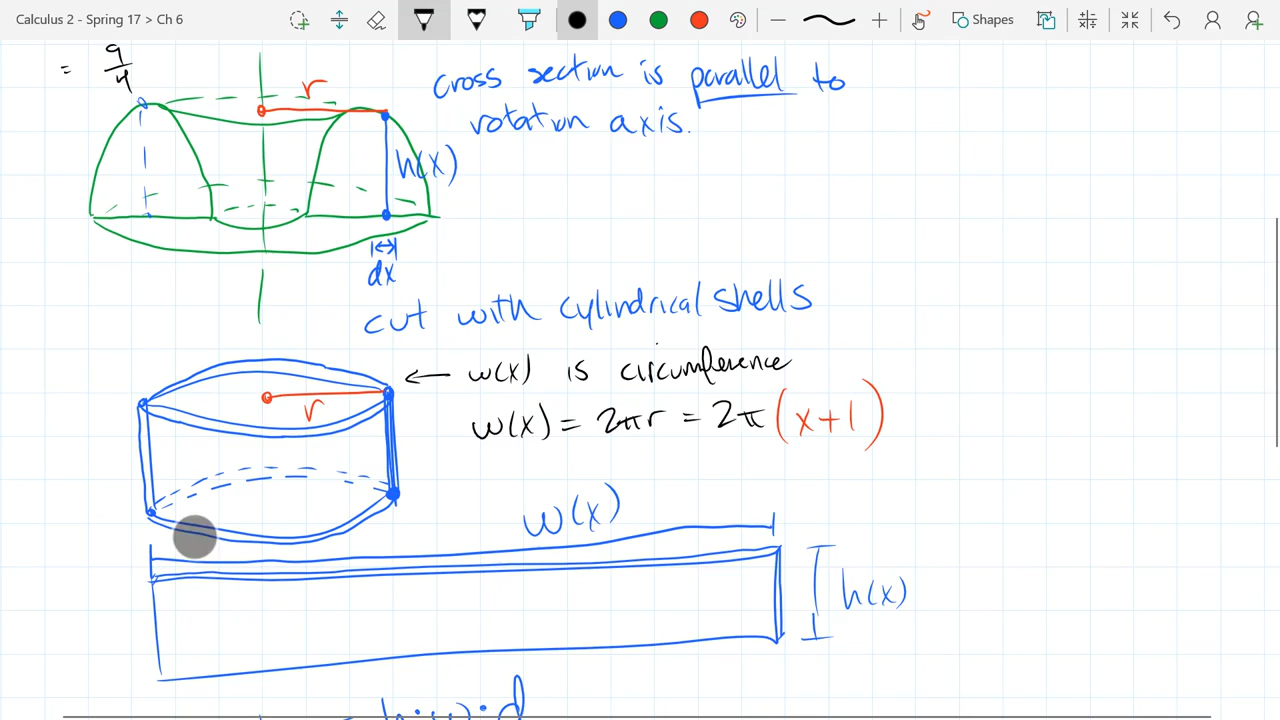 Calculus 2 - Spring 17 > Ch 6
Shapes
= 9/4
r
cross section is parallel to
rotation axis.
h(x)
dx
cut with cylindrical shells
← w(x) is circumference
r
w(x) = 2πr = 2π(x+1)
w(x)
h(x)